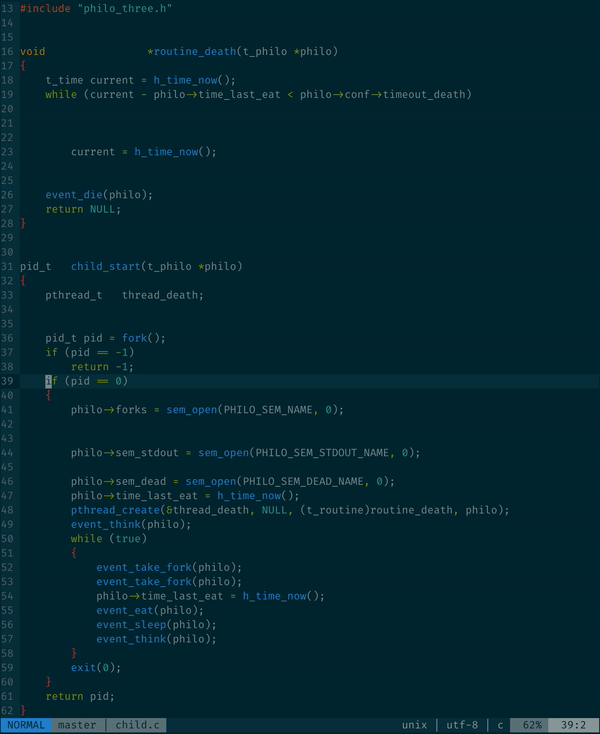 13 #include "philo_three.h"
14
15
16 void *routine_death(t_philo *philo)
17 {
18 t_time current = h_time_now();
19 while (current - philo->time_last_eat < philo->conf->timeout_death)
20
21
22
23 current = h_time_now();
24
25
26 event_die(philo);
27 return NULL;
28 }
29
30
31 pid_t child_start(t_philo *philo)
32 {
33 pthread_t thread_death;
34
35
36 pid_t pid = fork();
37 if (pid == -1)
38 return -1;
39 if (pid == 0)
40 {
41 philo->forks = sem_open(PHILO_SEM_NAME, 0);
42
43
44 philo->sem_stdout = sem_open(PHILO_SEM_STDOUT_NAME, 0);
45
46 philo->sem_dead = sem_open(PHILO_SEM_DEAD_NAME, 0);
47 philo->time_last_eat = h_time_now();
48 pthread_create(&thread_death, NULL, (t_routine)routine_death, philo);
49 event_think(philo);
50 while (true)
51 {
52 event_take_fork(philo);
53 event_take_fork(philo);
54 philo->time_last_eat = h_time_now();
55 event_eat(philo);
56 event_sleep(philo);
57 event_think(philo);
58 }
59 exit(0);
60 }
61 return pid;
62 }
NORMAL master | child.c unix | utf-8 | c 62% 39:2